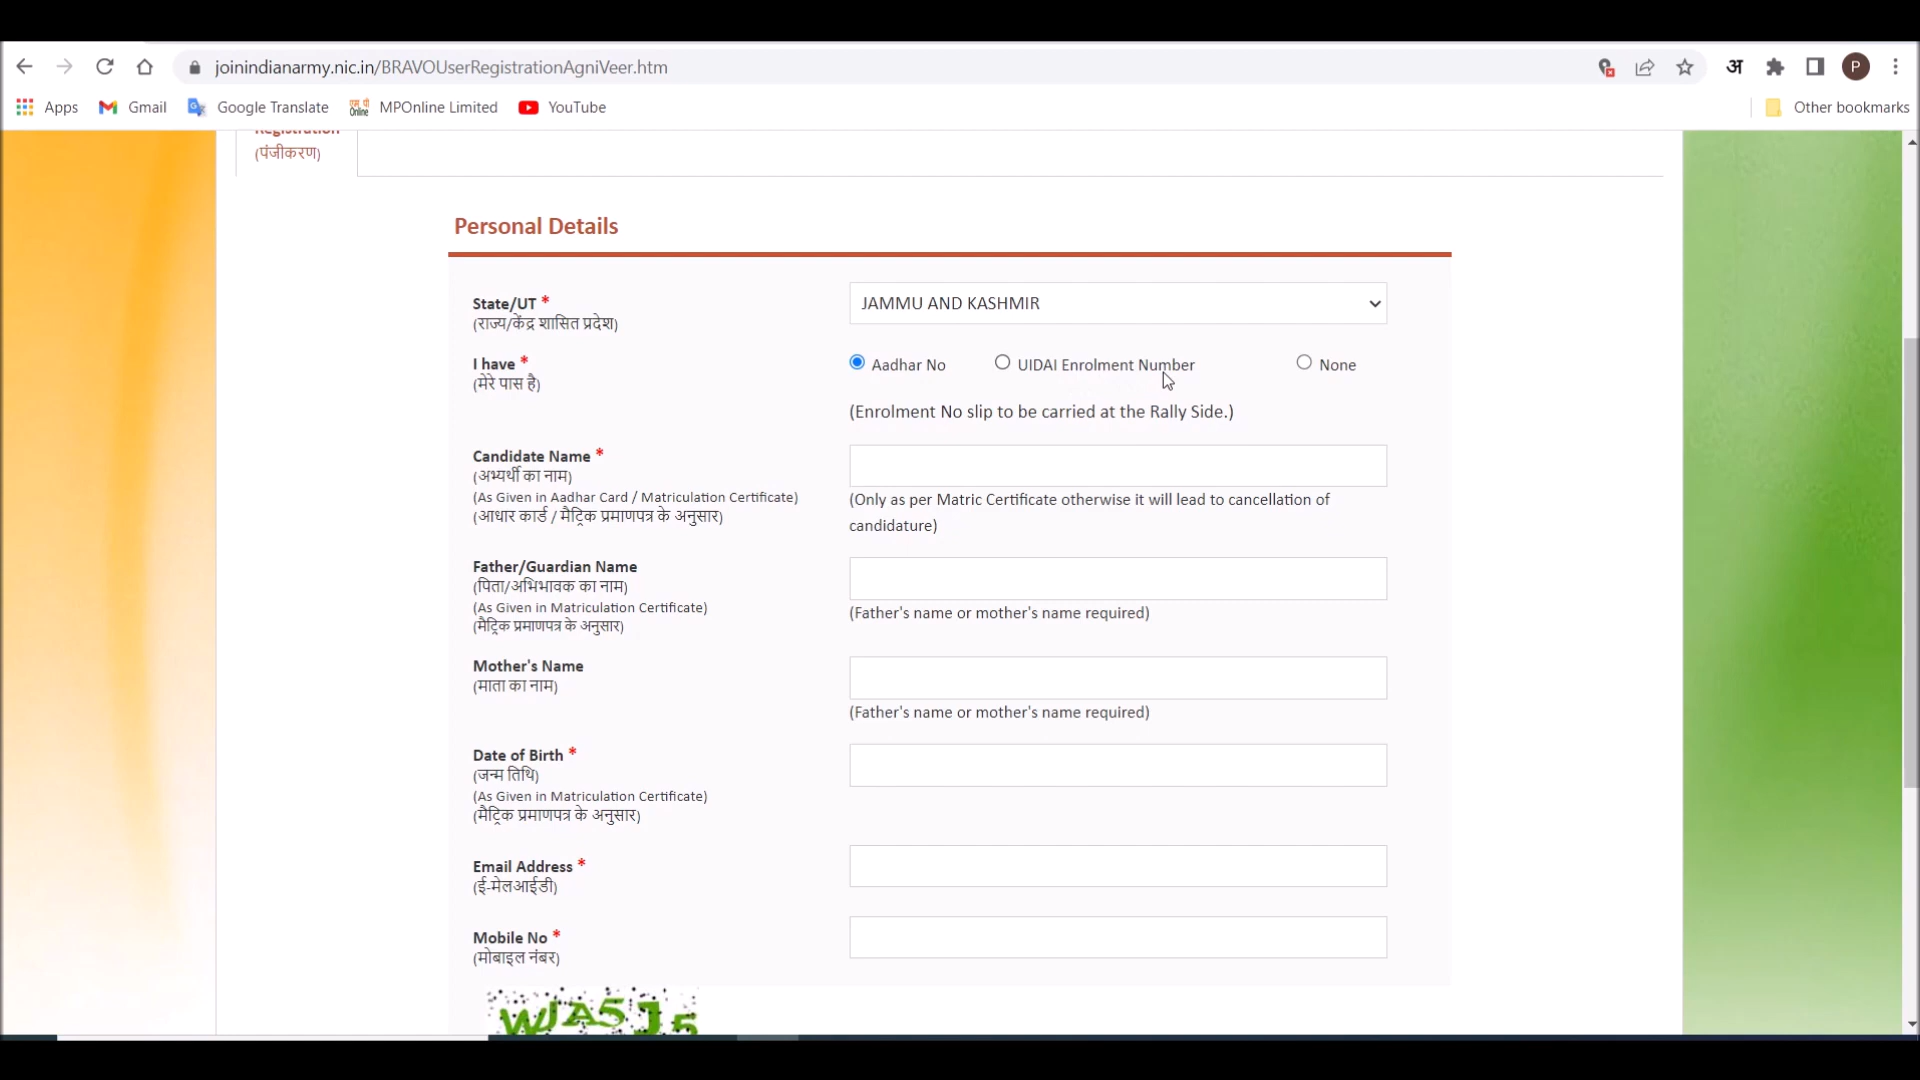 joinindianarmy.nic.in/BRAVOUserRegistrationAgniVeer.htm
अ
P
Apps
Gmail
Google Translate
एम पी Online
MPOnline Limited
YouTube
Other bookmarks
Registration
(पंजीकरण)
Personal Details
State/UT *
(राज्य/केंद्र शासित प्रदेश)
JAMMU AND KASHMIR
I have *
(मेरे पास है)
Aadhar No
UIDAI Enrolment Number
None
(Enrolment No slip to be carried at the Rally Side.)
Candidate Name *
(अभ्यर्थी का नाम)
(As Given in Aadhar Card / Matriculation Certificate)
(आधार कार्ड / मैट्रिक प्रमाणपत्र के अनुसार)
(Only as per Matric Certificate otherwise it will lead to cancellation of
candidature)
Father/Guardian Name
(पिता/अभिभावक का नाम)
(As Given in Matriculation Certificate)
(मैट्रिक प्रमाणपत्र के अनुसार)
(Father's name or mother's name required)
Mother's Name
(माता का नाम)
(Father's name or mother's name required)
Date of Birth *
(जन्म तिथि)
(As Given in Matriculation Certificate)
(मैट्रिक प्रमाणपत्र के अनुसार)
Email Address *
(ई-मेलआईडी)
Mobile No *
(मोबाइल नंबर)